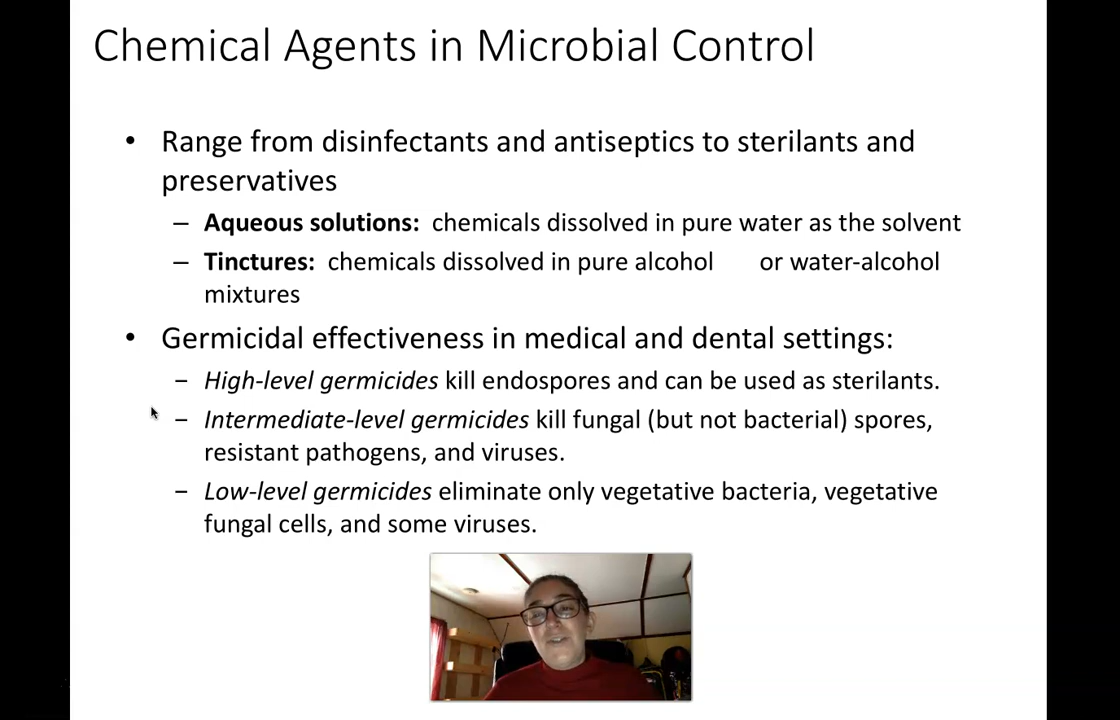 Chemical Agents in Microbial Control
• Range from disinfectants and antiseptics to sterilants and
preservatives
– Aqueous solutions: chemicals dissolved in pure water as the solvent
– Tinctures: chemicals dissolved in pure alcohol or water-alcohol
mixtures
• Germicidal effectiveness in medical and dental settings:
– High-level germicides kill endospores and can be used as sterilants.
– Intermediate-level germicides kill fungal (but not bacterial) spores,
resistant pathogens, and viruses.
– Low-level germicides eliminate only vegetative bacteria, vegetative
fungal cells, and some viruses.